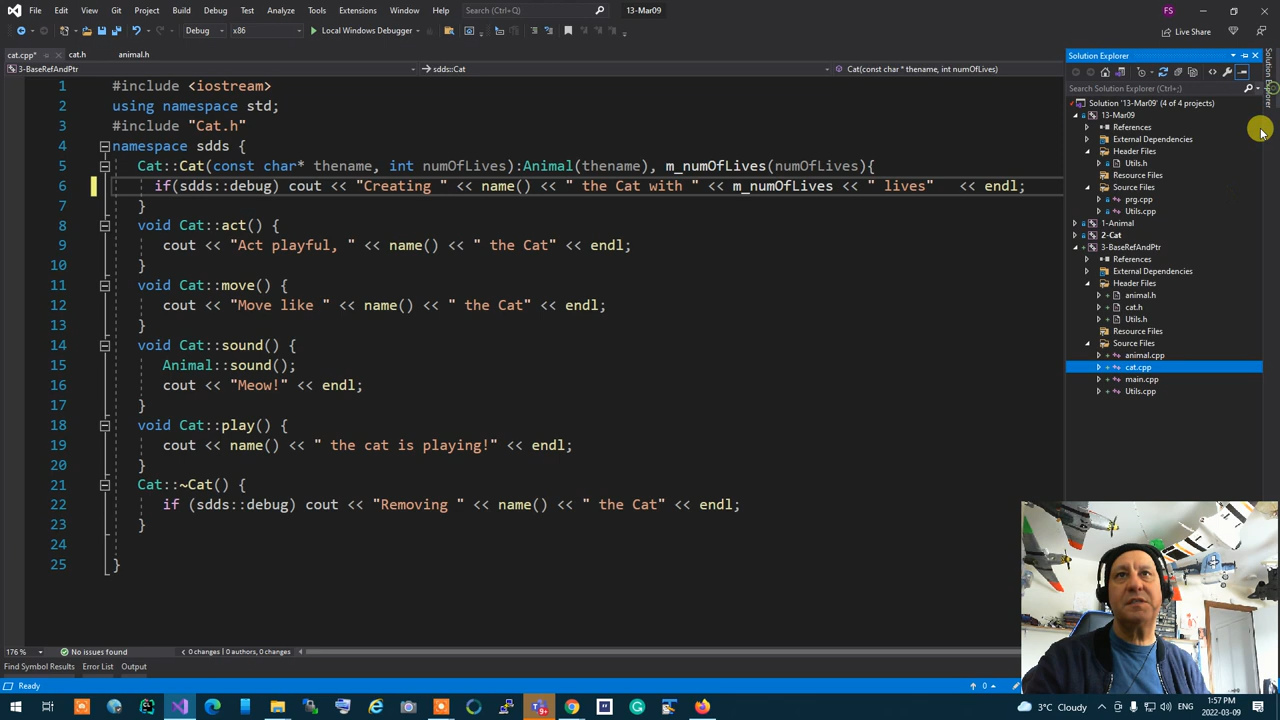 File Edit View Git Project Build Debug Test Analyze Tools Extensions Window Help Search (Ctrl+Q) 13-Mar09 FS
Debug x86 Local Windows Debugger Live Share
cat.cpp* cat.h animal.h
3-BaseRefAndPtr sdds::Cat Cat(const char * thename, int numOfLives)
1 #include <iostream>
2 using namespace std;
3 #include "Cat.h"
4 namespace sdds {
5 Cat::Cat(const char* thename, int numOfLives):Animal(thename), m_numOfLives(numOfLives){
6 if(sdds::debug) cout << "Creating " << name() << " the Cat with " << m_numOfLives << " lives" << endl;
7 }
8 void Cat::act() {
9 cout << "Act playful, " << name() << " the Cat" << endl;
10 }
11 void Cat::move() {
12 cout << "Move like " << name() << " the Cat" << endl;
13 }
14 void Cat::sound() {
15 Animal::sound();
16 cout << "Meow!" << endl;
17 }
18 void Cat::play() {
19 cout << name() << " the cat is playing!" << endl;
20 }
21 Cat::~Cat() {
22 if (sdds::debug) cout << "Removing " << name() << " the Cat" << endl;
23 }
24
25 }
Solution Explorer
Search Solution Explorer (Ctrl+;)
Solution '13-Mar09' (4 of 4 projects)
13-Mar09
References
External Dependencies
Header Files
Utils.h
Resource Files
Source Files
prg.cpp
Utils.cpp
1-Animal
2-Cat
3-BaseRefAndPtr
References
External Dependencies
Header Files
animal.h
cat.h
Utils.h
Resource Files
Source Files
animal.cpp
cat.cpp
main.cpp
Utils.cpp
Solution Explorer
176 % No issues found 0 changes | 0 authors, 0 changes
Find Symbol Results Error List Output
Ready 0
3°C Cloudy ENG 1:57 PM
2022-03-09